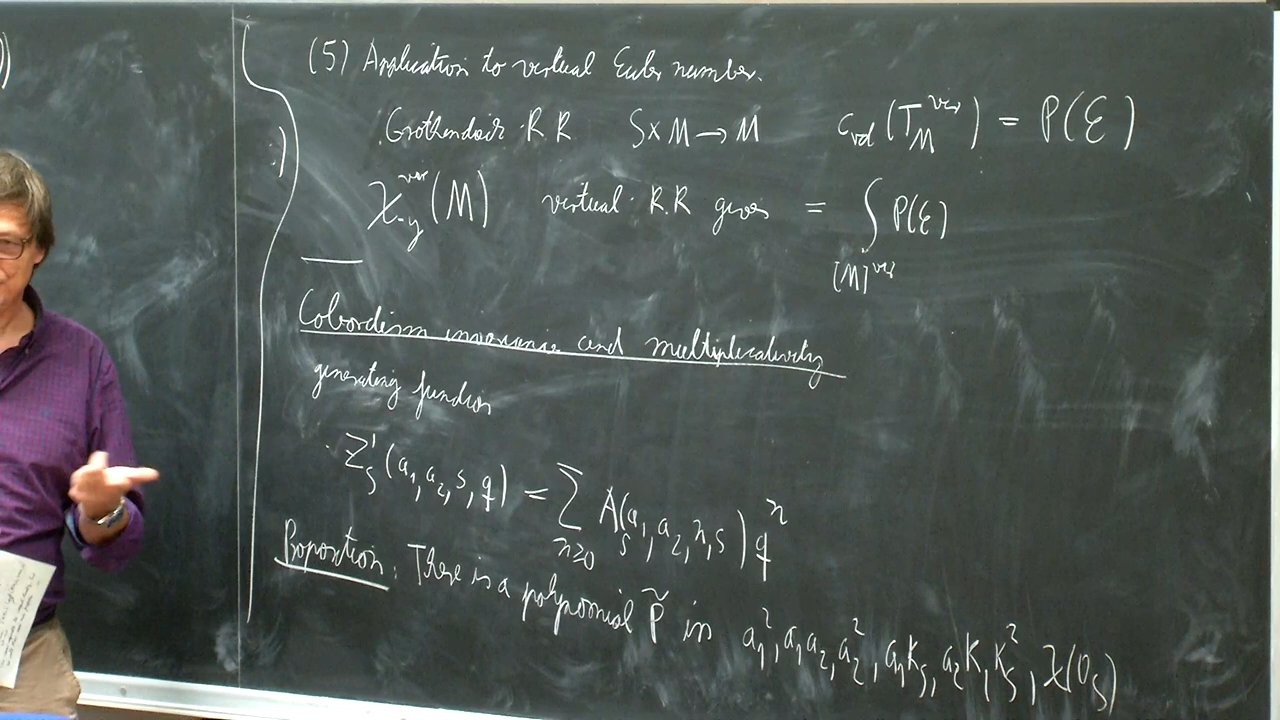 (5) Application to virtual Euler number.
Grothendieck R.R S×M → M c_{vd}(T_M^{vir}) = P(ℰ)
χ_{-y}^{vir}(M) virtual R.R gives = ∫_{[M]^{vir}} P(ℰ)
Cobordism invariance and multiplicativity
generating function
Z'_S(a_1, a_2, s, q) = ∑_{n≥0} A_S(a_1, a_2, n, s) q^n
Proposition: There is a polynomial P̃ in a_1^2, a_1a_2, a_2^2, a_1K_S, a_2K, K_S^2, χ(O_S)